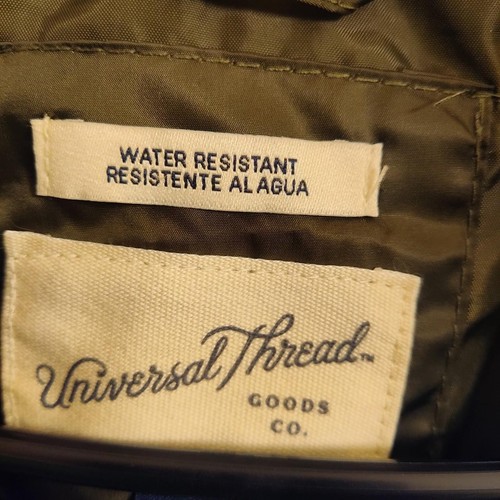 WATER RESISTANT
RESISTENTE AL AGUA
Universal Thread™
GOODS
CO.